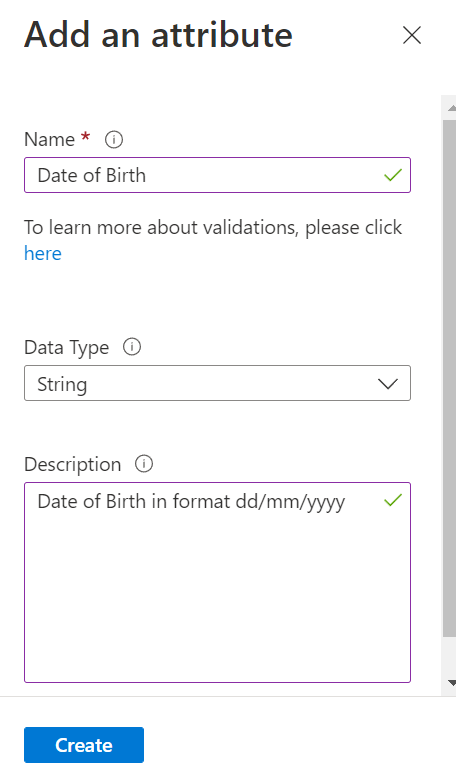 Add an attribute
Name *
Date of Birth
To learn more about validations, please click
here
Data Type
String
Description
Date of Birth in format dd/mm/yyyy
Create